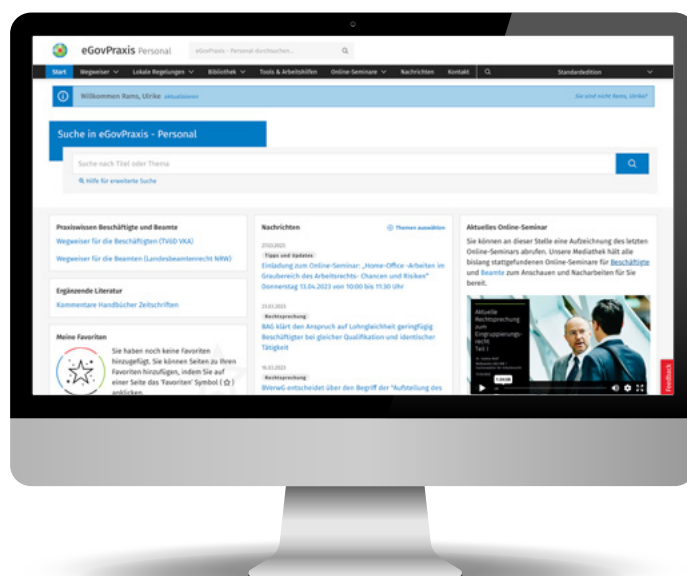 eGovPraxis Personal
eGovPraxis - Personal durchsuchen...
Start Wegweiser Lokale Regelungen Bibliothek Tools & Arbeitshilfen Online-Seminare Nachrichten Kontakt Standardedition
Willkommen Rams, Ulrike aktualisieren
Sie sind nicht Rams, Ulrike?
Suche in eGovPraxis - Personal
Suche nach Titel oder Thema
Hilfe für erweiterte Suche
Praxiswissen Beschäftigte und Beamte
Wegweiser für die Beschäftigten (TVöD VKA)
Wegweiser für die Beamten (Landesbeamtenrecht NRW)
Ergänzende Literatur
Kommentare Handbücher Zeitschriften
Meine Favoriten
Sie haben noch keine Favoriten
hinzugefügt. Sie können Seiten zu Ihren
Favoriten hinzufügen, indem Sie auf
einer Seite das 'Favoriten' Symbol (☆)
anklicken.
Nachrichten
Themen auswählen
27.03.2023
Tipps und Updates
Einladung zum Online-Seminar: „Home-
Office -Arbeiten im
Graubereich des Arbeitsrechts- Chancen und Risiken"
Donnerstag 13.04.2023 von 10:00 bis 11:30 Uhr
23.03.2023
Rechtsprechung
BAG klärt den Anspruch auf Lohngleichheit geringfügig
Beschäftigter bei gleicher Qualifikation und identischer
Tätigkeit
16.03.2023
Rechtsprechung
BVerwG entscheidet über den Begriff der "Aufstellung des
Aktuelles Online-Seminar
Sie können an dieser Stelle eine Aufzeichnung des letzten
Online-Seminars abrufen. Unsere Mediathek hält alle
bislang stattgefundenen Online-Seminare für Beschäftigte
und Beamte zum Anschauen und Nacharbeiten für Sie
bereit.
Aktuelle
Rechtsprechung
zum
Eingruppierungs-
recht
Teil I
1:34:08
Feedback